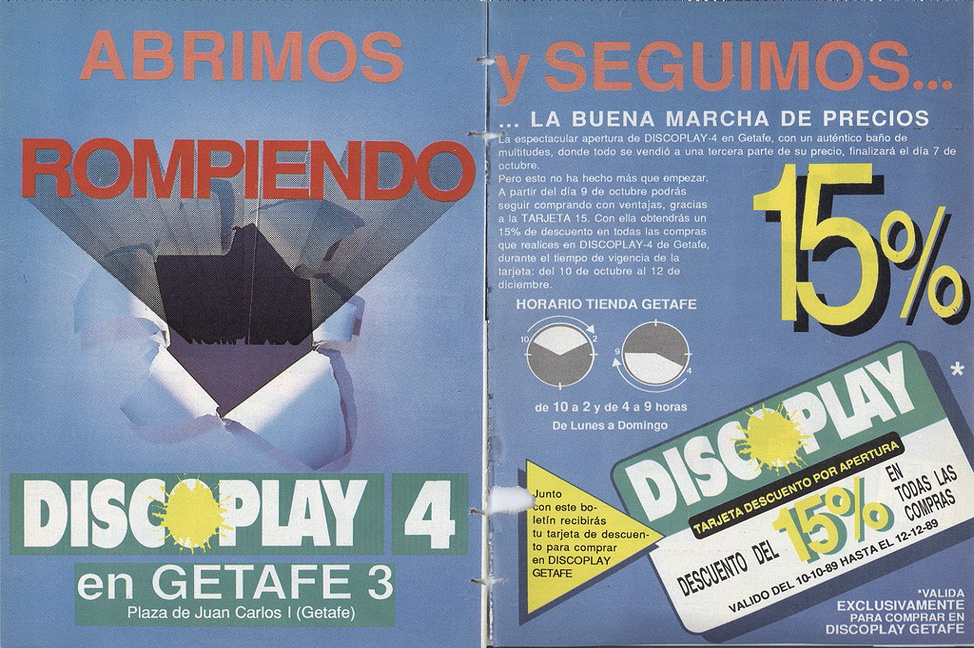 ABRIMOS
ROMPIENDO
DISCOPLAY 4
en GETAFE 3
Plaza de Juan Carlos I (Getafe)
y SEGUIMOS...
... LA BUENA MARCHA DE PRECIOS
La espectacular apertura de DISCOPLAY-4 en Getafe, con un auténtico baño de
multitudes, donde todo se vendió a una tercera parte de su precio, finalizará el día 7 de
octubre.
Pero esto no ha hecho más que empezar.
A partir del día 9 de octubre podrás
seguir comprando con ventajas, gracias
a la TARJETA 15. Con ella obtendrás un
15% de descuento en todas las compras
que realices en DISCOPLAY-4 de Getafe,
durante el tiempo de vigencia de la
tarjeta: del 10 de octubre al 12 de
diciembre.
15%
HORARIO TIENDA GETAFE
10 2
9 4
de 10 a 2 y de 4 a 9 horas
De Lunes a Domingo
*
Junto
con este bo-
letín recibirás
tu tarjeta de descuen-
to para comprar
en DISCOPLAY
GETAFE
DISCOPLAY
TARJETA DESCUENTO POR APERTURA
DESCUENTO DEL 15% EN
TODAS LAS
COMPRAS
VALIDO DEL 10-10-89 HASTA EL 12-12-89
*VALIDA
EXCLUSIVAMENTE
PARA COMPRAR EN
DISCOPLAY GETAFE